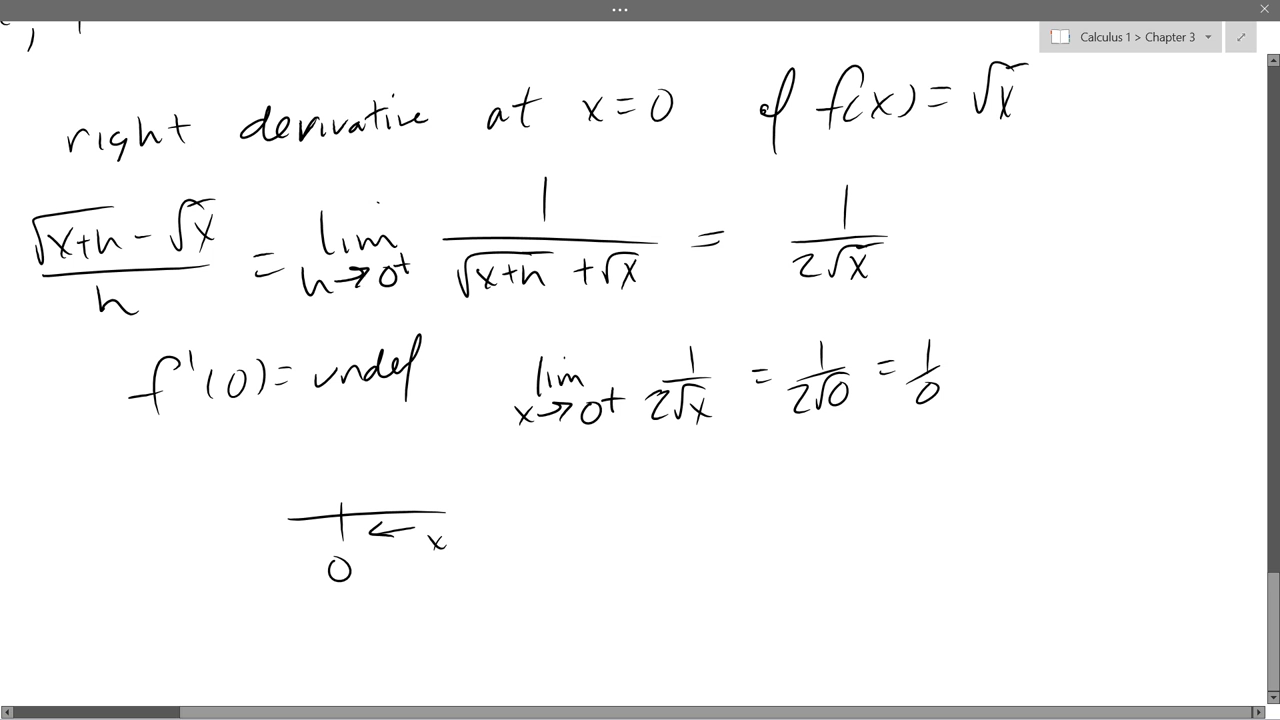 Calculus 1 > Chapter 3
right derivative at x=0 of f(x) = √x
(√(x+h) - √x)/h = lim h→0⁺ 1/(√(x+h) + √x) = 1/(2√x)
f'(0) = undef lim x→0⁺ 1/(2√x) = 1/(2√0) = 1/0
x
0